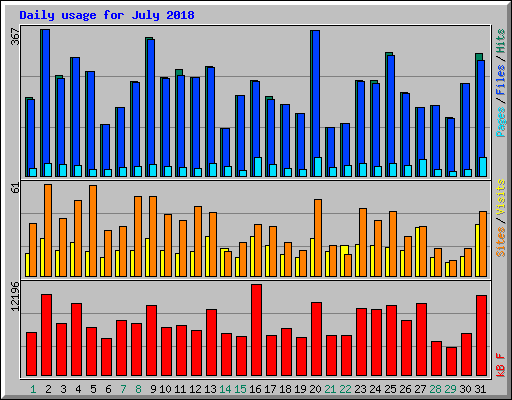 Daily usage for July 2018
367
61
12196
Pages / Files / Hits
Sites / Visits
kB F
1 2 3 4 5 6 7 8 9 10 11 12 13 14 15 16 17 18 19 20 21 22 23 24 25 26 27 28 29 30 31